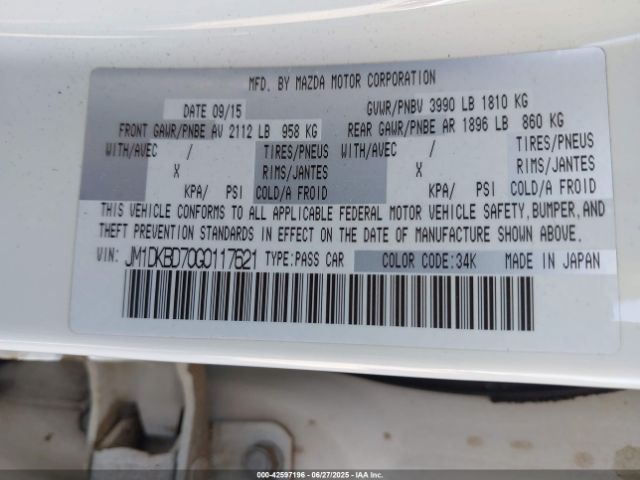 MFD. BY MAZDA MOTOR CORPORATION
DATE 09/15 GVWR/PNBV 3990 LB 1810 KG
FRONT GAWR/PNBE AV 2112 LB 958 KG REAR GAWR/PNBE AR 1896 LB 860 KG
WITH/AVEC / TIRES/PNEUS WITH/AVEC / TIRES/PNEUS
X RIMS/JANTES X RIMS/JANTES
KPA/ PSI COLD/A FROID KPA/ PSI COLD/A FROID
THIS VEHICLE CONFORMS TO ALL APPLICABLE FEDERAL MOTOR VEHICLE SAFETY, BUMPER, AND
THEFT PREVENTION STANDARDS IN EFFECT ON THE DATE OF MANUFACTURE SHOWN ABOVE.
VIN: JM1DKBD70G0117621 TYPE:PASS CAR COLOR CODE:34K MADE IN JAPAN
000-42597196 - 06/27/2025 - IAAI.COM